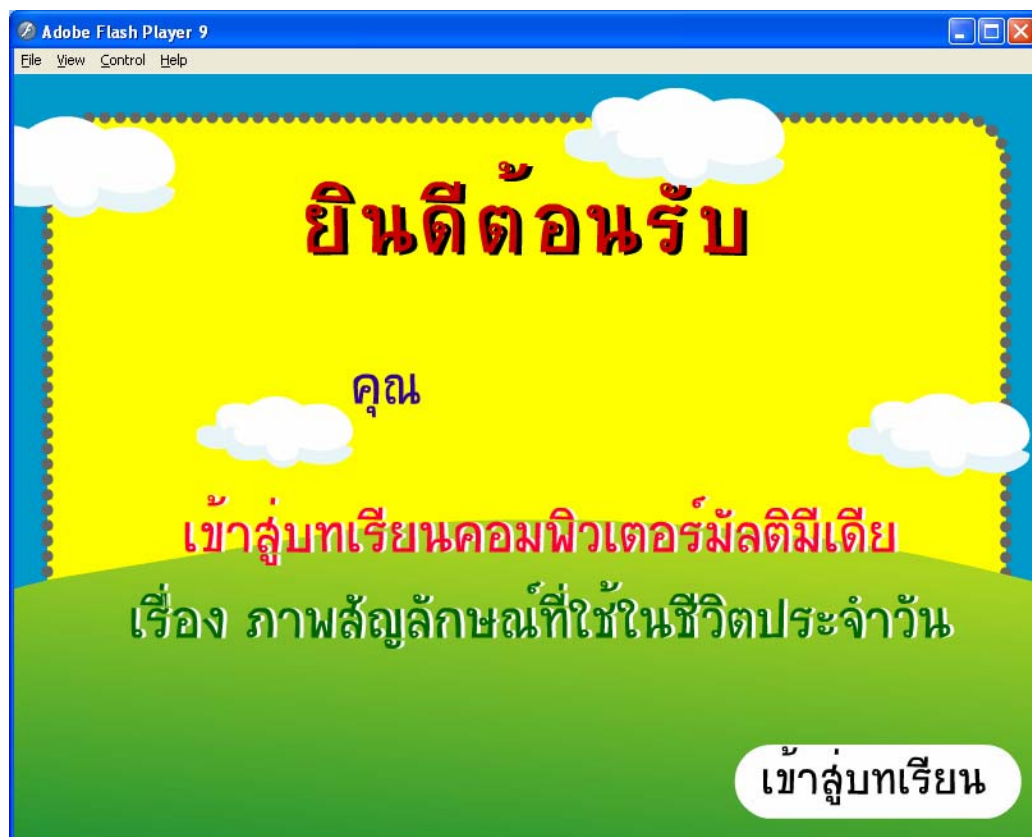 Adobe Flash Player 9
File View Control Help
ยินดีต้อนรับ
คุณ
เข้าสู่บทเรียนคอมพิวเตอร์มัลติมีเดีย
เรื่อง ภาพสัญลักษณ์ที่ใช้ในชีวิตประจำวัน
เข้าสู่บทเรียน